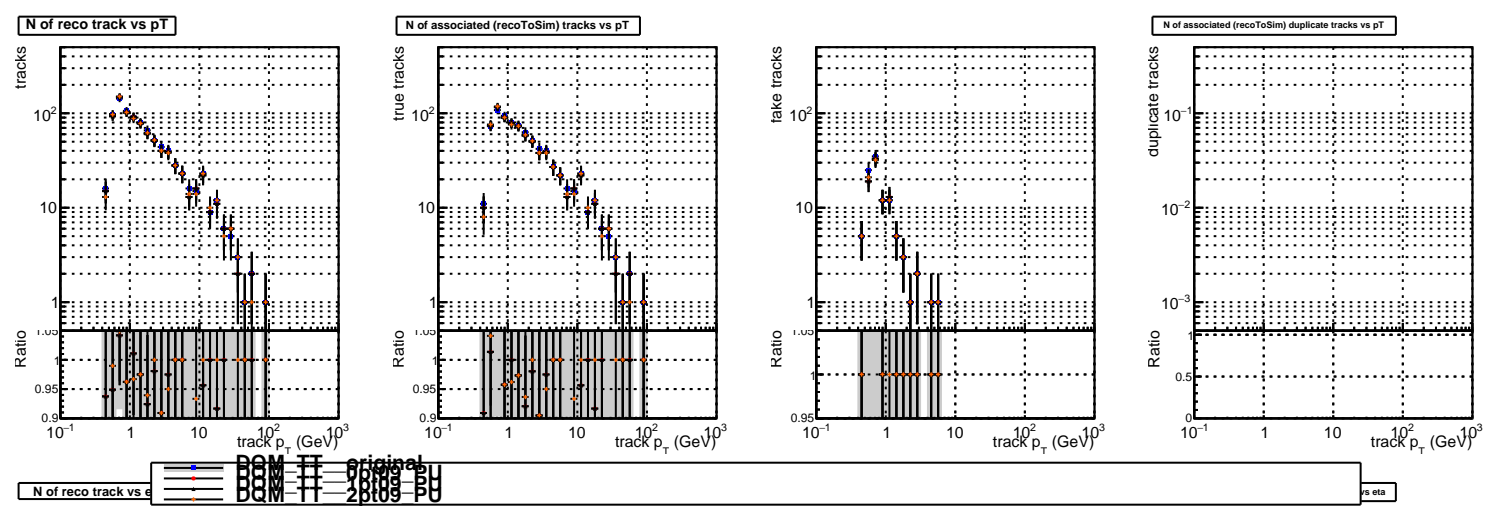 N of reco track vs pT
N of associated (recoToSim) tracks vs pT
N of associated (recoToSim) duplicate tracks vs pT
tracks
10²
10
1
Ratio
1.05
1
0.95
0.9
10⁻¹ 1 10 10² 10³
track p_T (GeV)
true tracks
10²
10
1
Ratio
1.05
1
0.95
0.9
10⁻¹ 1 10 10² 10³
track p_T (GeV)
fake tracks
10²
10
1
Ratio
1.05
1
0.95
10⁻¹ 1 10 10² 10³
track p_T (GeV)
duplicate tracks
10⁻¹
10⁻²
10⁻³
Ratio
1
0.5
0
10⁻¹ 1 10 10² 10³
track p_T (GeV)
DQM_TT__original
DQM_TT__0pt09_PU
DQM_TT__1pt09_PU
DQM_TT__2pt09_PU
N of reco track vs e
vs eta